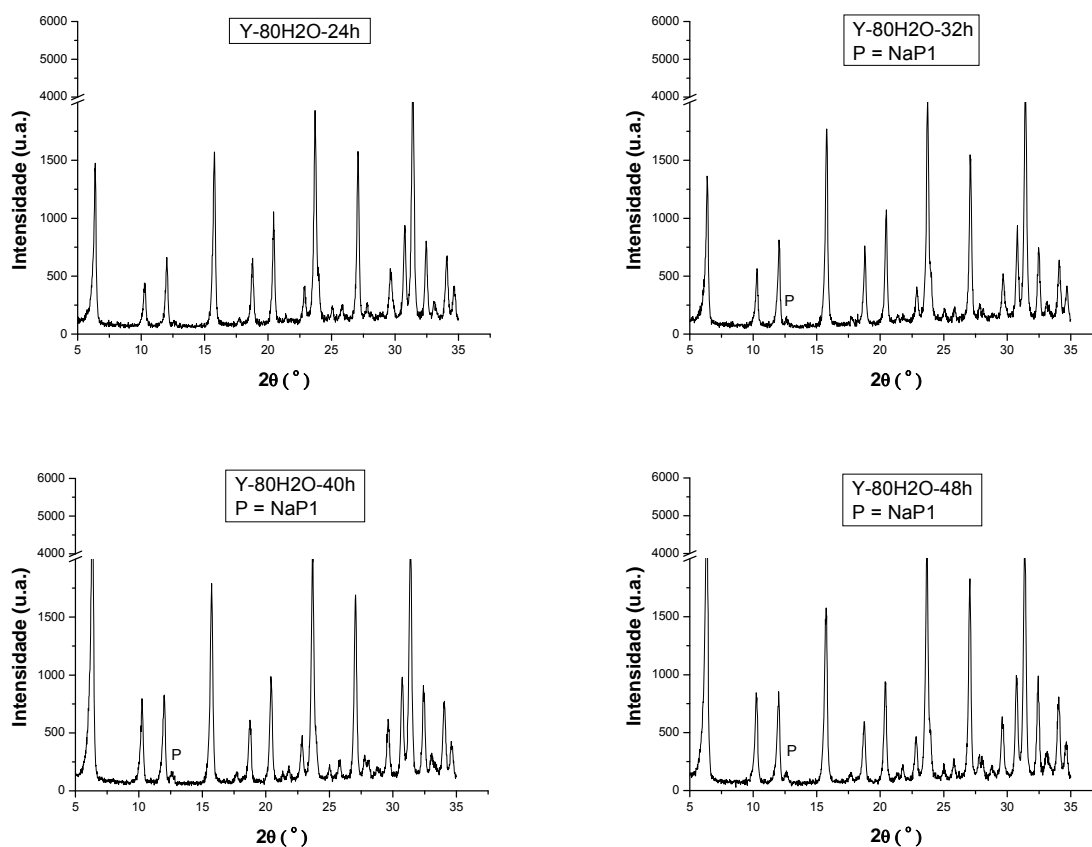 Y-80H2O-24h
Intensidade (u.a.)
6000
5000
4000
1500
1000
500
0
5 10 15 20 25 30 35
2θ ( ° )
Y-80H2O-32h
P = NaP1
Intensidade (u.a.)
6000
5000
4000
1500
1000
500
0
P
5 10 15 20 25 30 35
2θ ( ° )
Y-80H2O-40h
P = NaP1
Intensidade (u.a.)
6000
5000
4000
1500
1000
500
0
P
5 10 15 20 25 30 35
2θ ( ° )
Y-80H2O-48h
P = NaP1
Intensidade (u.a.)
6000
5000
4000
1500
1000
500
0
P
5 10 15 20 25 30 35
2θ ( ° )